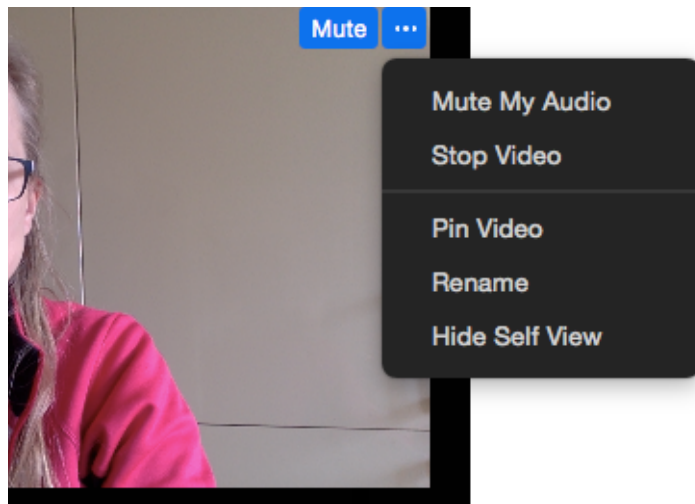 Mute ...
Mute My Audio
Stop Video
Pin Video
Rename
Hide Self View